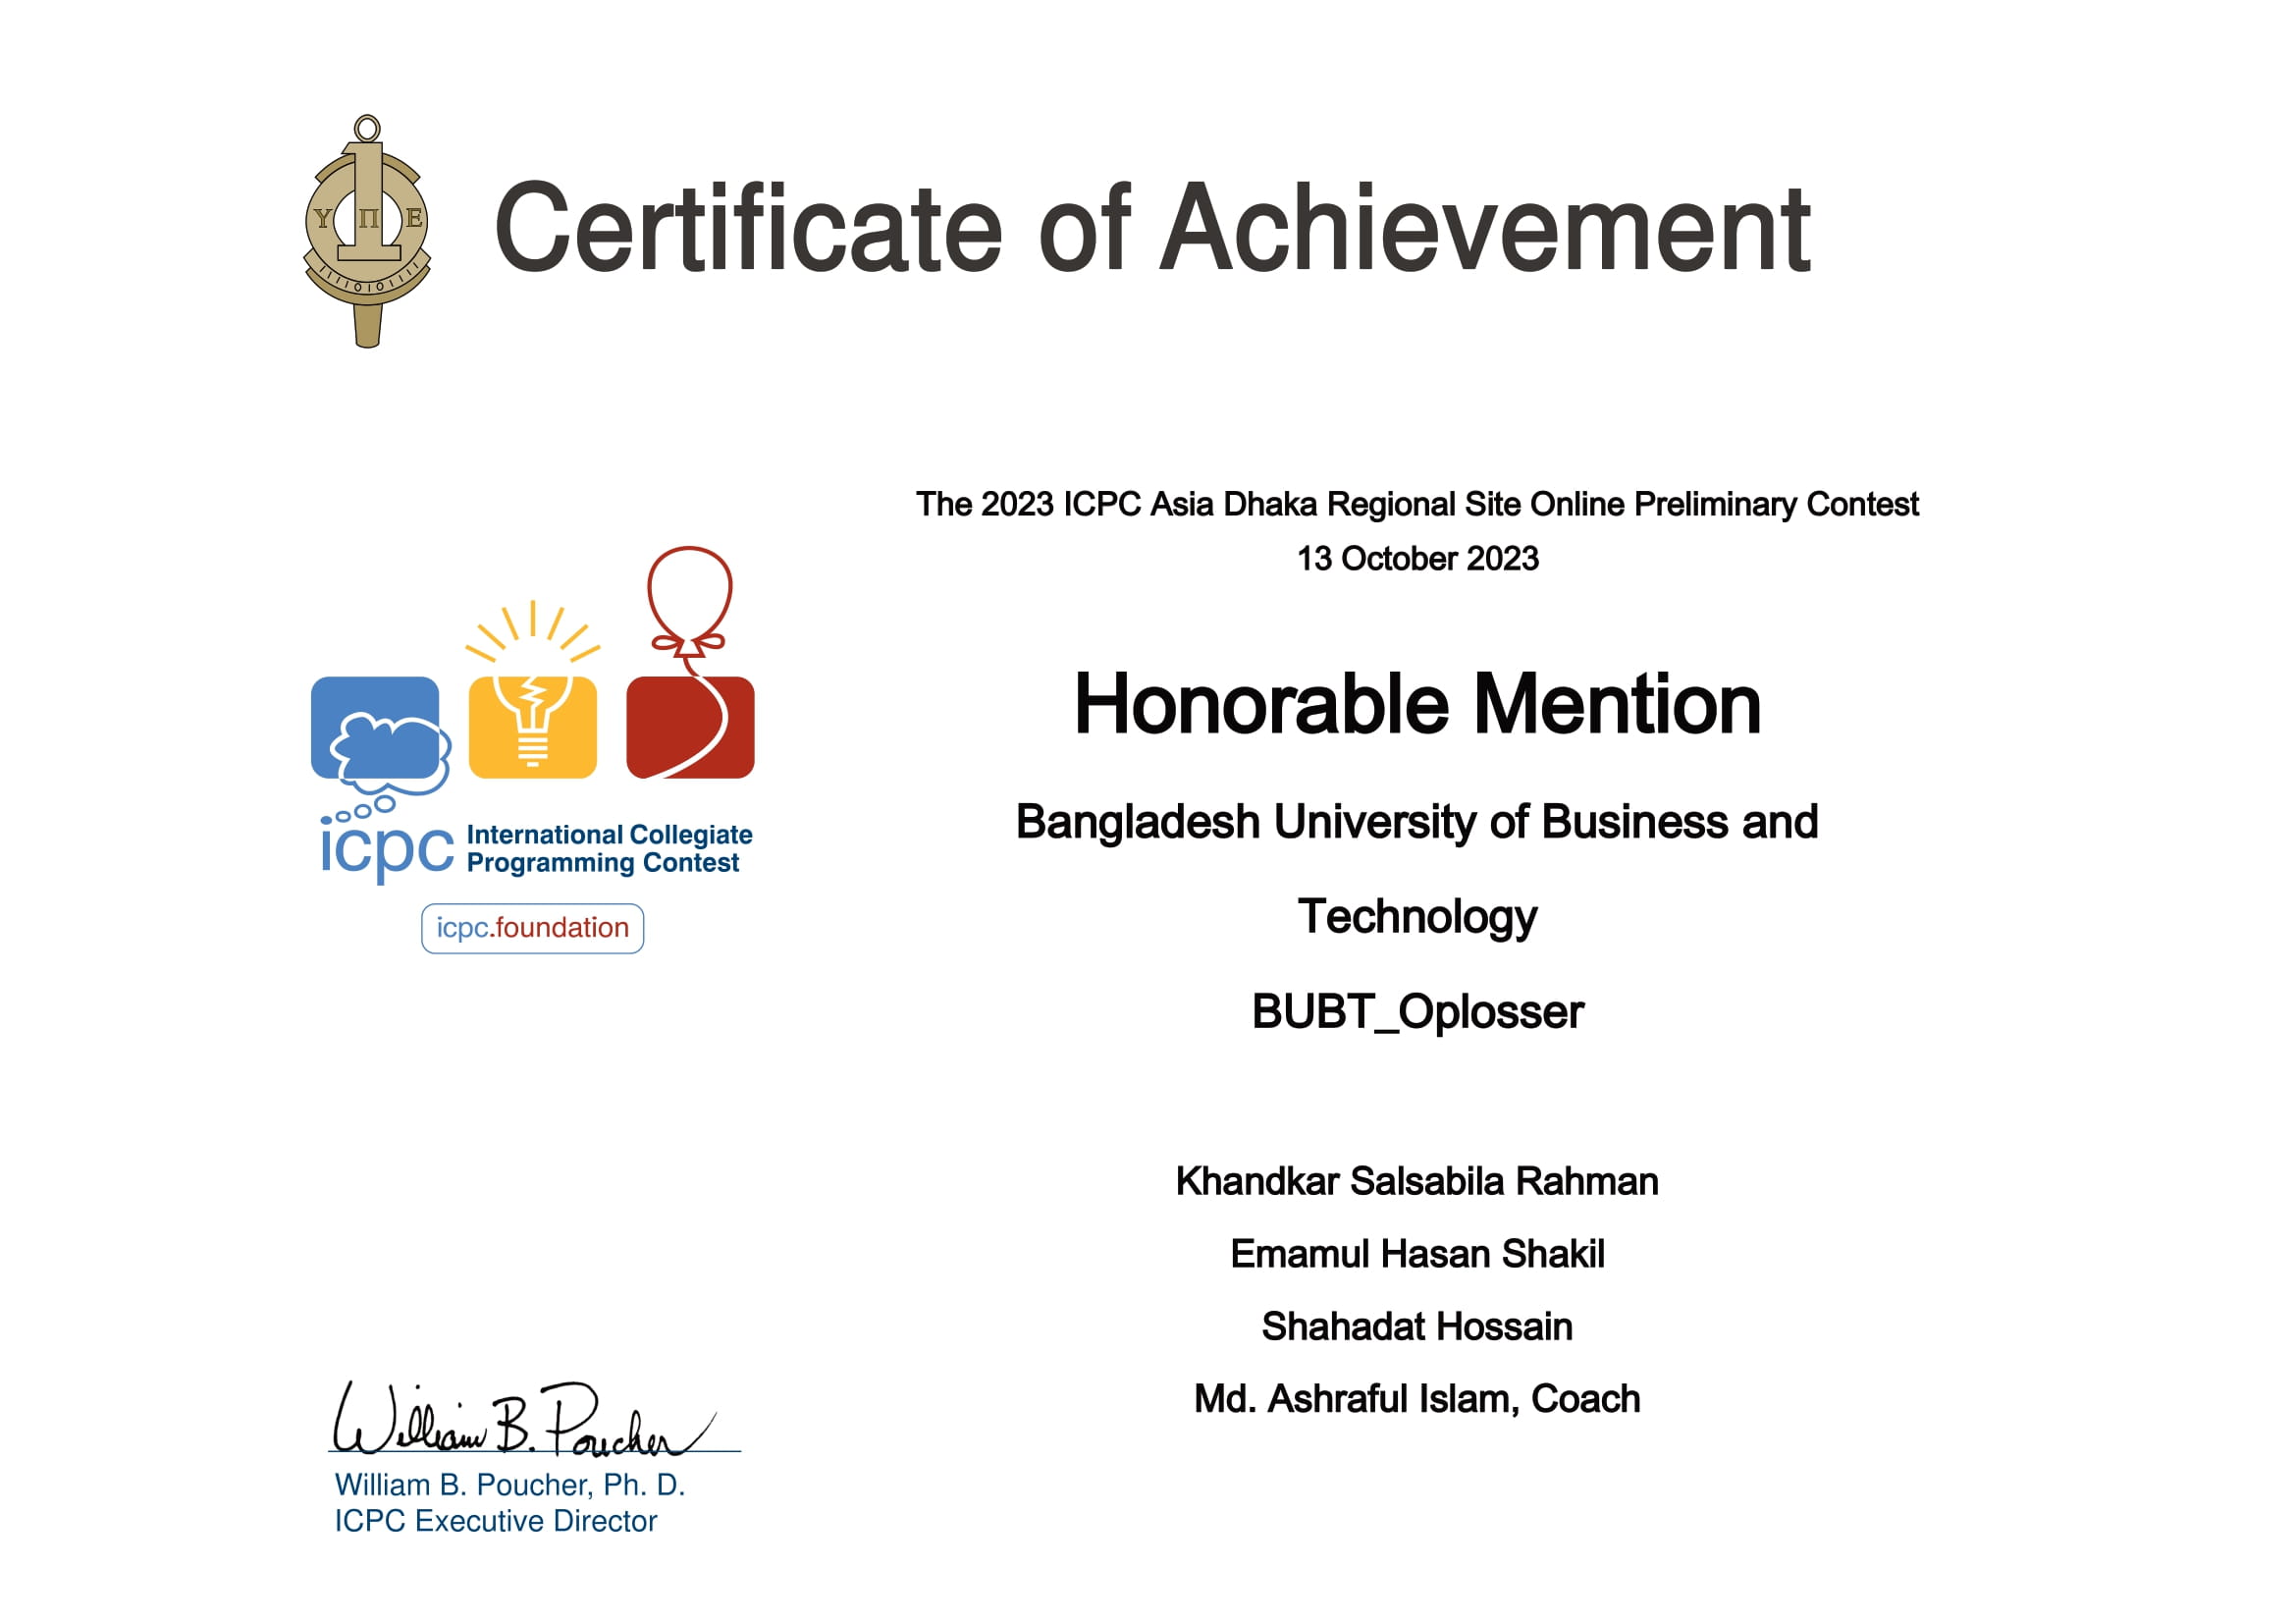 Certificate of Achievement
Υ Π Ε
The 2023 ICPC Asia Dhaka Regional Site Online Preliminary Contest
13 October 2023
Honorable Mention
Bangladesh University of Business and
Technology
BUBT_Oplosser
icpc International Collegiate
Programming Contest
icpc.foundation
Khandkar Salsabila Rahman
Emamul Hasan Shakil
Shahadat Hossain
Md. Ashraful Islam, Coach
William B. Poucher
William B. Poucher, Ph. D.
ICPC Executive Director